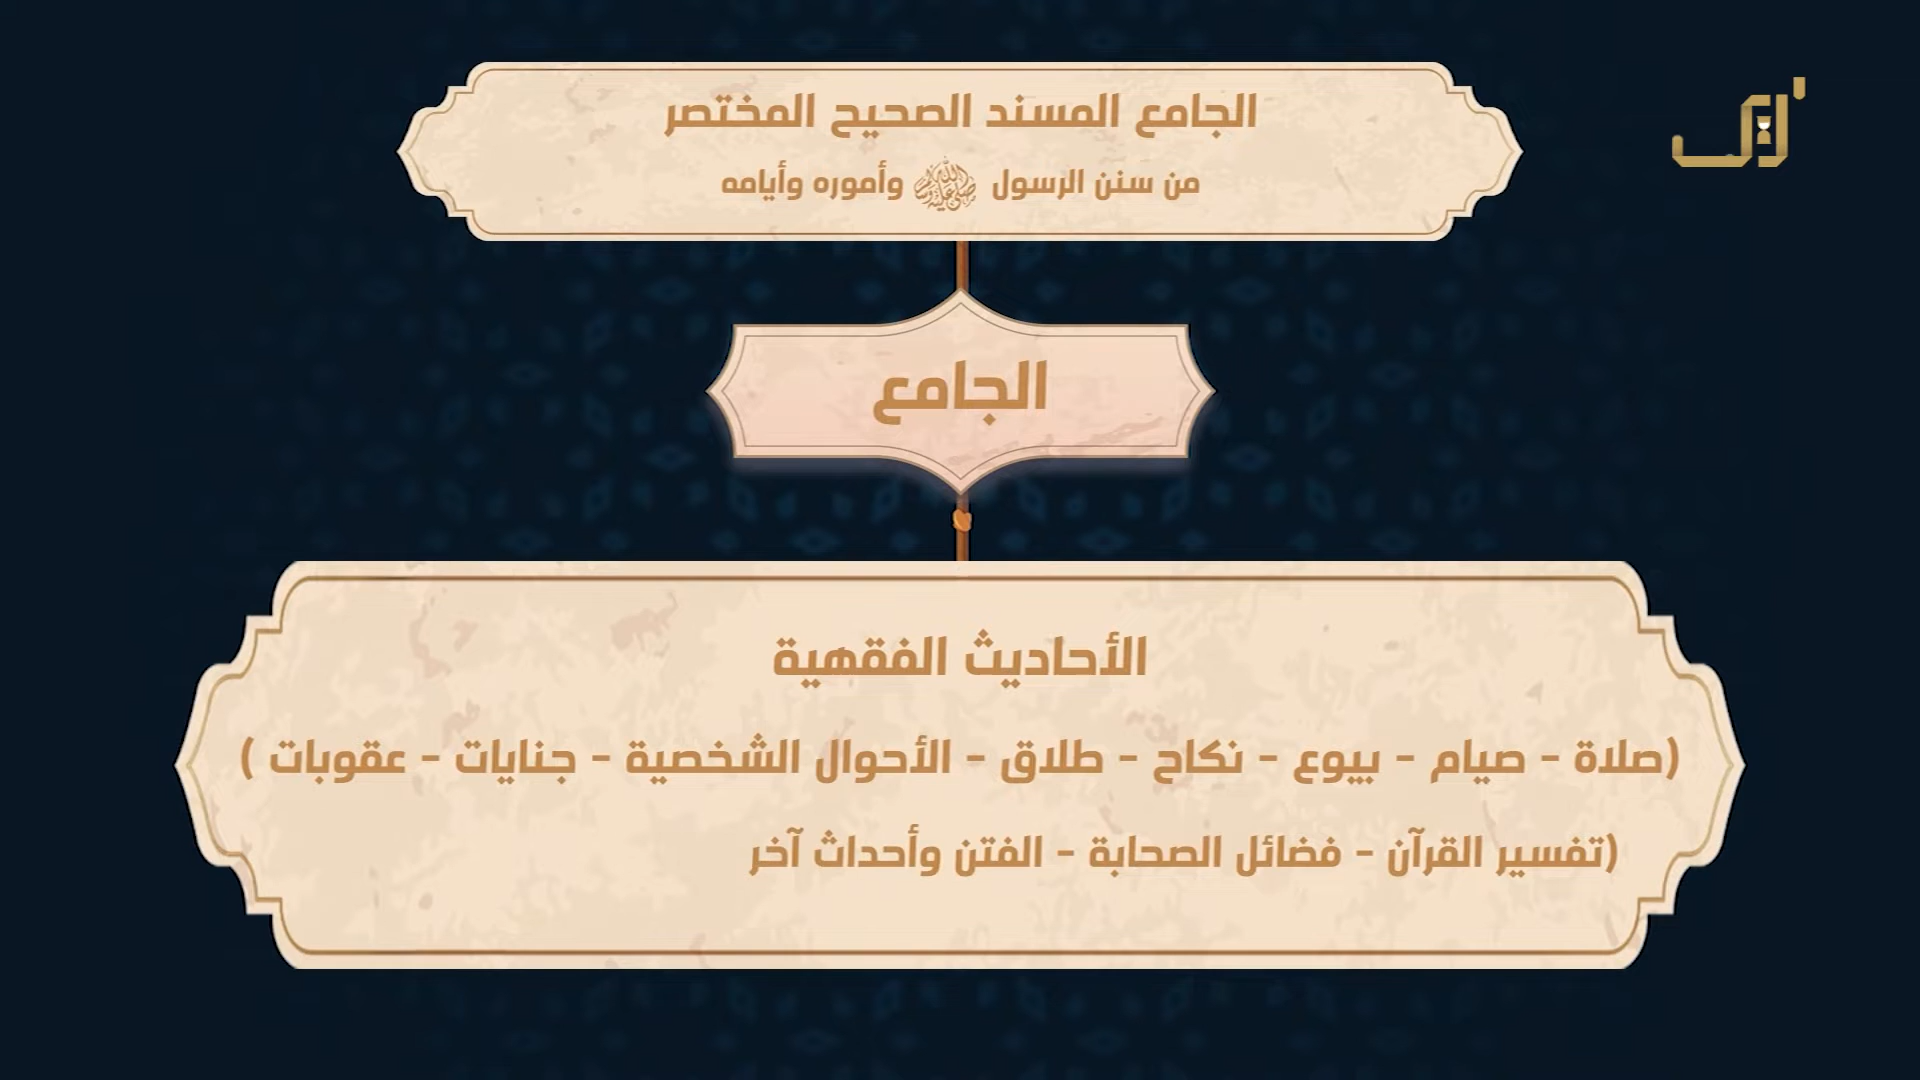 الجامع المسند الصحيح المختصر
من سنن الرسول ﷺ وأموره وأيامه
الجامع
الأحاديث الفقهية
(صلاة - صيام - بيوع - نكاح - طلاق - الأحوال الشخصية - جنايات - عقوبات )
(تفسير القرآن - فضائل الصحابة - الفتن وأحداث آخر